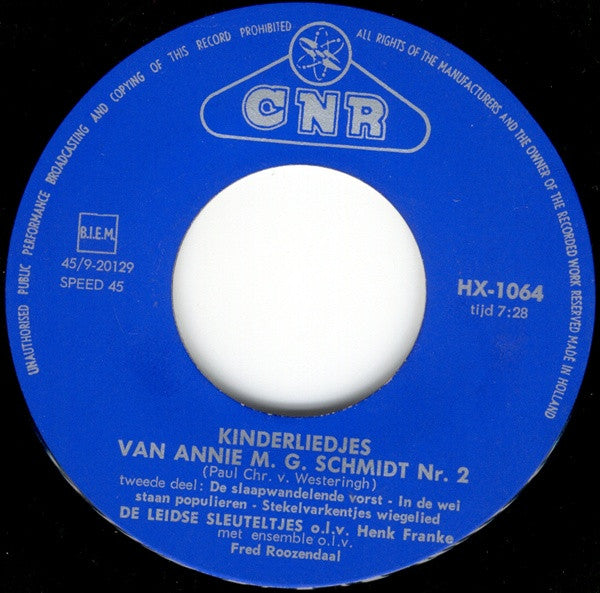 UNAUTHORISED PUBLIC PERFORMANCE BROADCASTING AND COPYING OF THIS RECORD PROHIBITED
ALL RIGHTS OF THE MANUFACTURERS AND THE OWNER OF THE RECORDED WORK RESERVED MADE IN HOLLAND
CNR
B.I.E.M.
45/9-20129
SPEED 45
HX-1064
tijd 7:28
KINDERLIEDJES
VAN ANNIE M. G. SCHMIDT Nr. 2
(Paul Chr. v. Westeringh)
tweede deel: De slaapwandelende vorst - In de wei
staan populieren - Stekelvarkentjes wiegelied
DE LEIDSE SLEUTELTJES o.l.v. Henk Franke
met ensemble o.l.v.
Fred Roozendaal